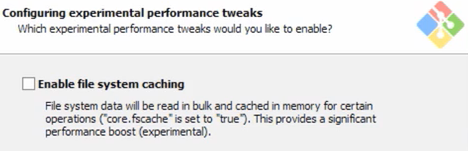 Configuring experimental performance tweaks
Which experimental performance tweaks would you like to enable?
Enable file system caching
File system data will be read in bulk and cached in memory for certain
operations ("core.fscache" is set to "true"). This provides a significant
performance boost (experimental).